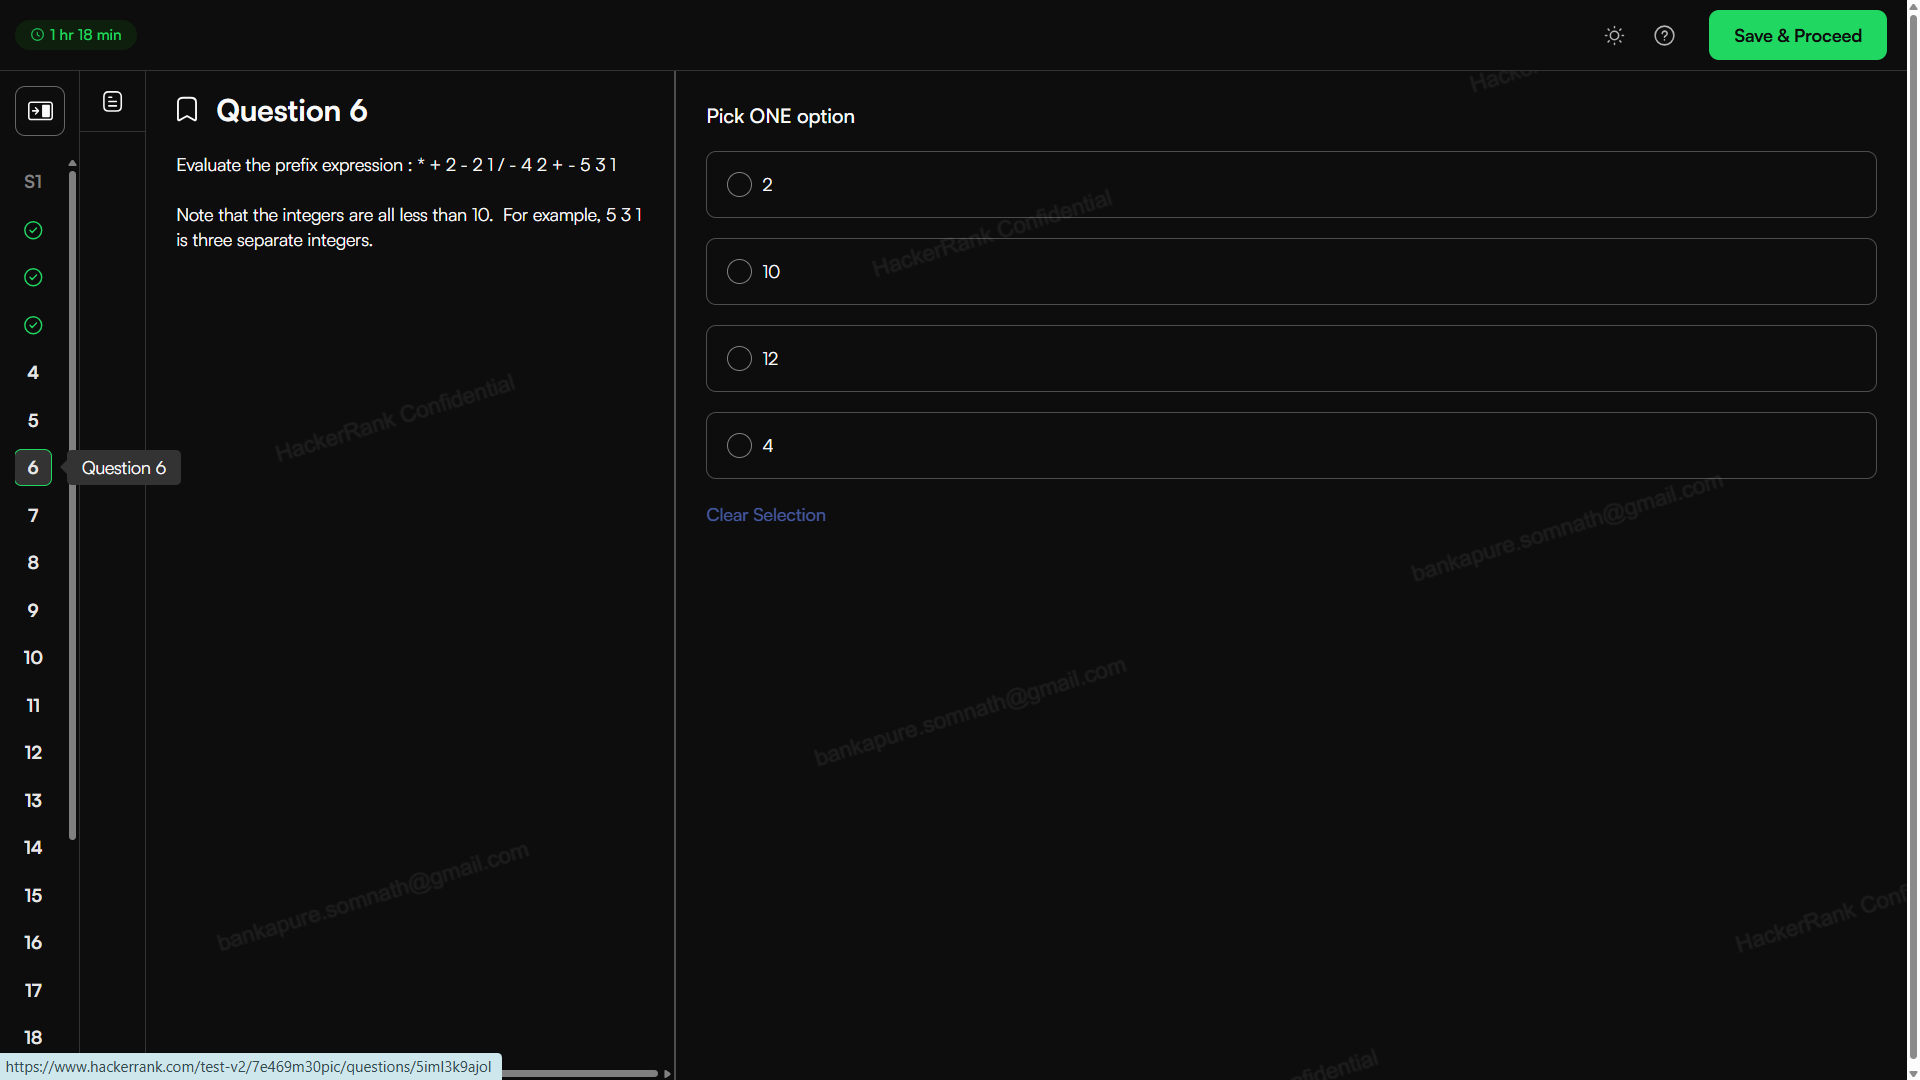 1 hr 18 min
Save & Proceed
S1
4
5
6
7
8
9
10
11
12
13
14
15
16
17
18
Question 6
Question 6
Evaluate the prefix expression : * + 2 - 2 1 / - 4 2 + - 5 3 1
Note that the integers are all less than 10.  For example, 5 3 1
is three separate integers.
Pick ONE option
2
10
12
4
Clear Selection
HackerRank Confidential
HackerRank Confidential
bankapure.somnath@gmail.com
bankapure.somnath@gmail.com
bankapure.somnath@gmail.com
https://www.hackerrank.com/test-v2/7e469m30pic/questions/5iml3k9ajol